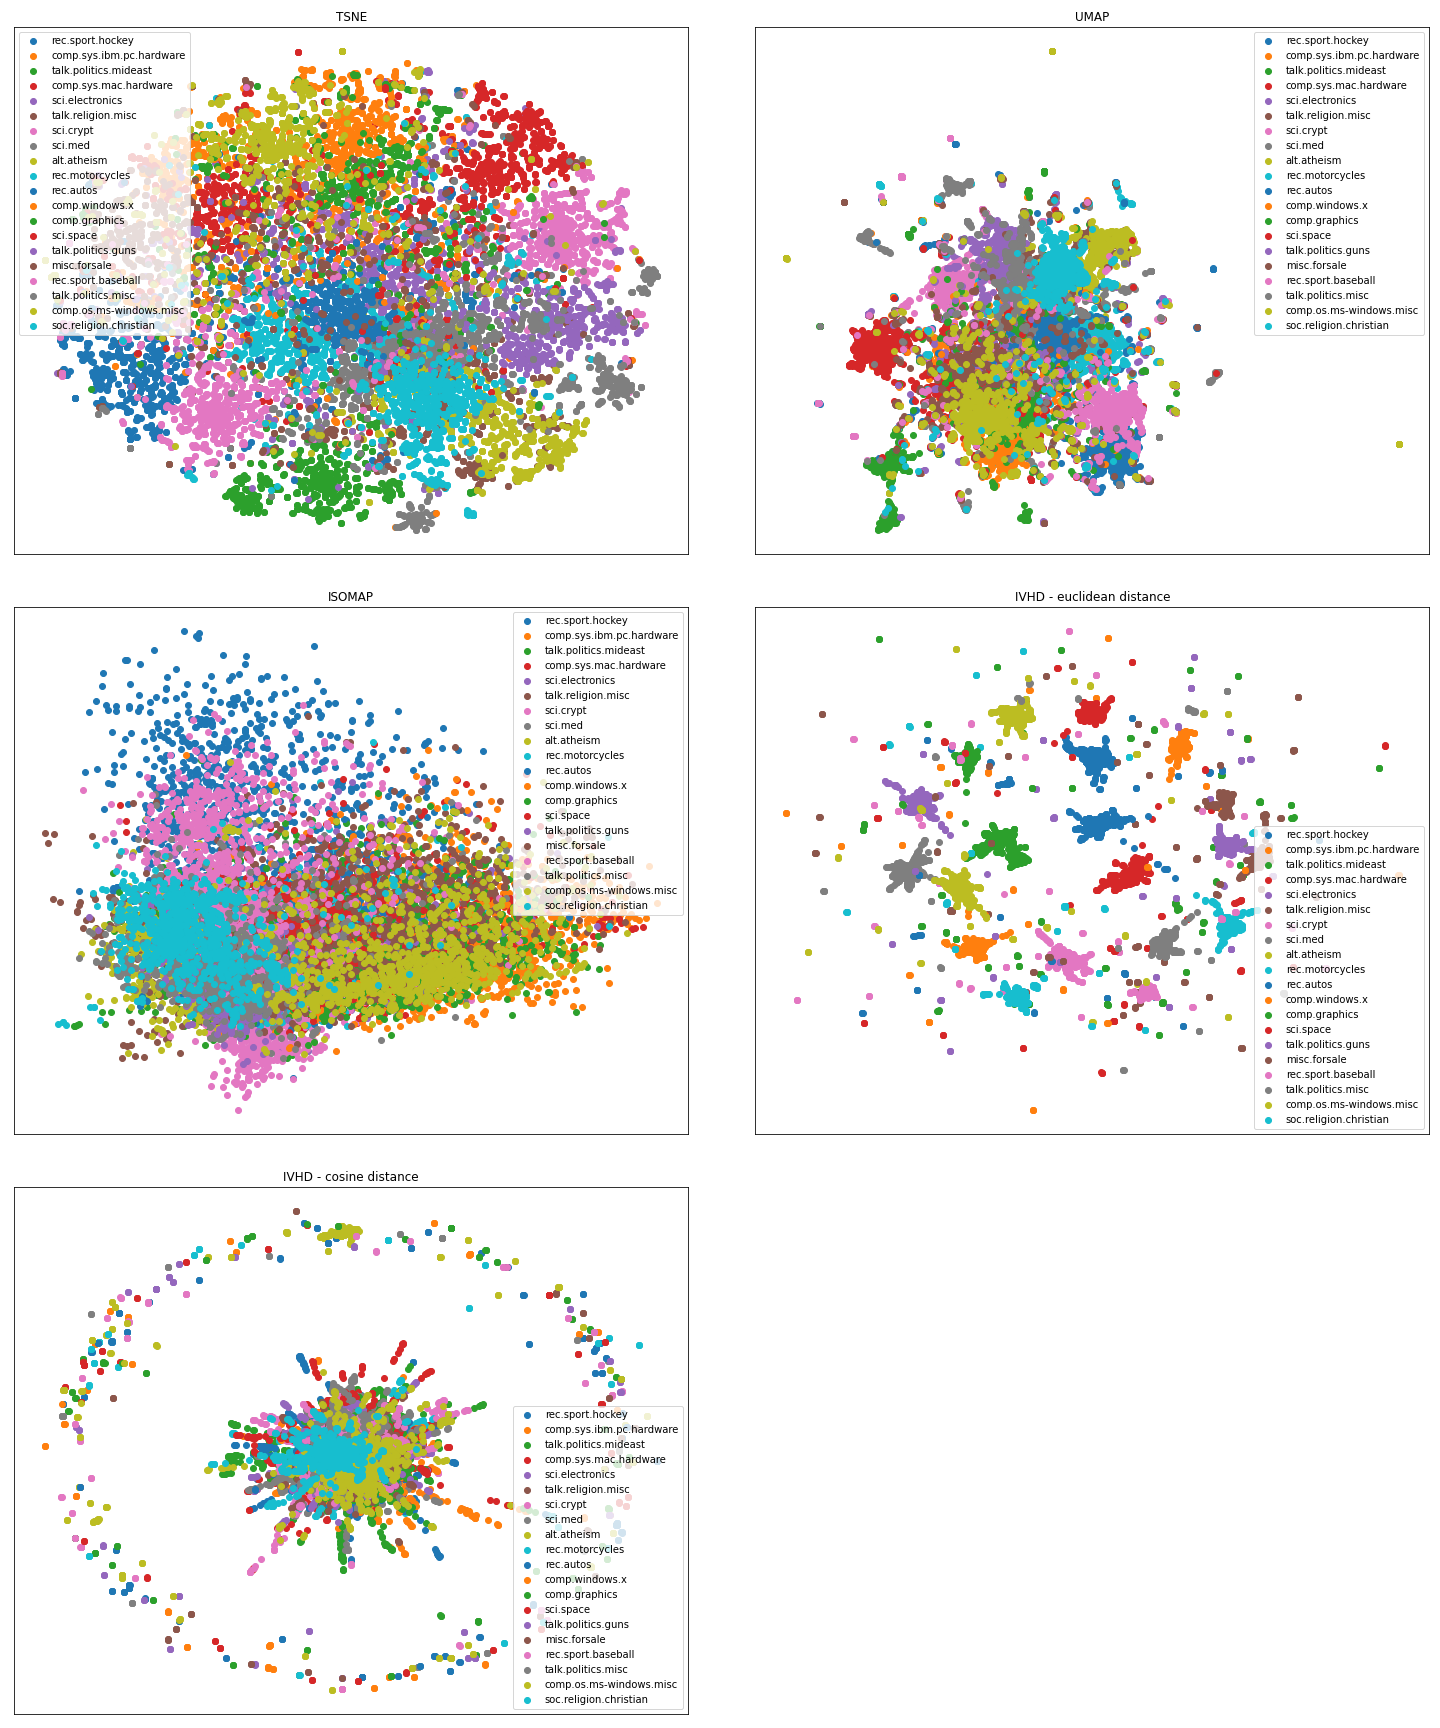 TSNE
rec.sport.hockey
comp.sys.ibm.pc.hardware
talk.politics.mideast
comp.sys.mac.hardware
sci.electronics
talk.religion.misc
sci.crypt
sci.med
alt.atheism
rec.motorcycles
rec.autos
comp.windows.x
comp.graphics
sci.space
talk.politics.guns
misc.forsale
rec.sport.baseball
talk.politics.misc
comp.os.ms-windows.misc
soc.religion.christian
UMAP
rec.sport.hockey
comp.sys.ibm.pc.hardware
talk.politics.mideast
comp.sys.mac.hardware
sci.electronics
talk.religion.misc
sci.crypt
sci.med
alt.atheism
rec.motorcycles
rec.autos
comp.windows.x
comp.graphics
sci.space
talk.politics.guns
misc.forsale
rec.sport.baseball
talk.politics.misc
comp.os.ms-windows.misc
soc.religion.christian
ISOMAP
rec.sport.hockey
comp.sys.ibm.pc.hardware
talk.politics.mideast
comp.sys.mac.hardware
sci.electronics
talk.religion.misc
sci.crypt
sci.med
alt.atheism
rec.motorcycles
rec.autos
comp.windows.x
comp.graphics
sci.space
talk.politics.guns
misc.forsale
rec.sport.baseball
talk.politics.misc
comp.os.ms-windows.misc
soc.religion.christian
IVHD - euclidean distance
rec.sport.hockey
comp.sys.ibm.pc.hardware
talk.politics.mideast
comp.sys.mac.hardware
sci.electronics
talk.religion.misc
sci.crypt
sci.med
alt.atheism
rec.motorcycles
rec.autos
comp.windows.x
comp.graphics
sci.space
talk.politics.guns
misc.forsale
rec.sport.baseball
talk.politics.misc
comp.os.ms-windows.misc
soc.religion.christian
IVHD - cosine distance
rec.sport.hockey
comp.sys.ibm.pc.hardware
talk.politics.mideast
comp.sys.mac.hardware
sci.electronics
talk.religion.misc
sci.crypt
sci.med
alt.atheism
rec.motorcycles
rec.autos
comp.windows.x
comp.graphics
sci.space
talk.politics.guns
misc.forsale
rec.sport.baseball
talk.politics.misc
comp.os.ms-windows.misc
soc.religion.christian